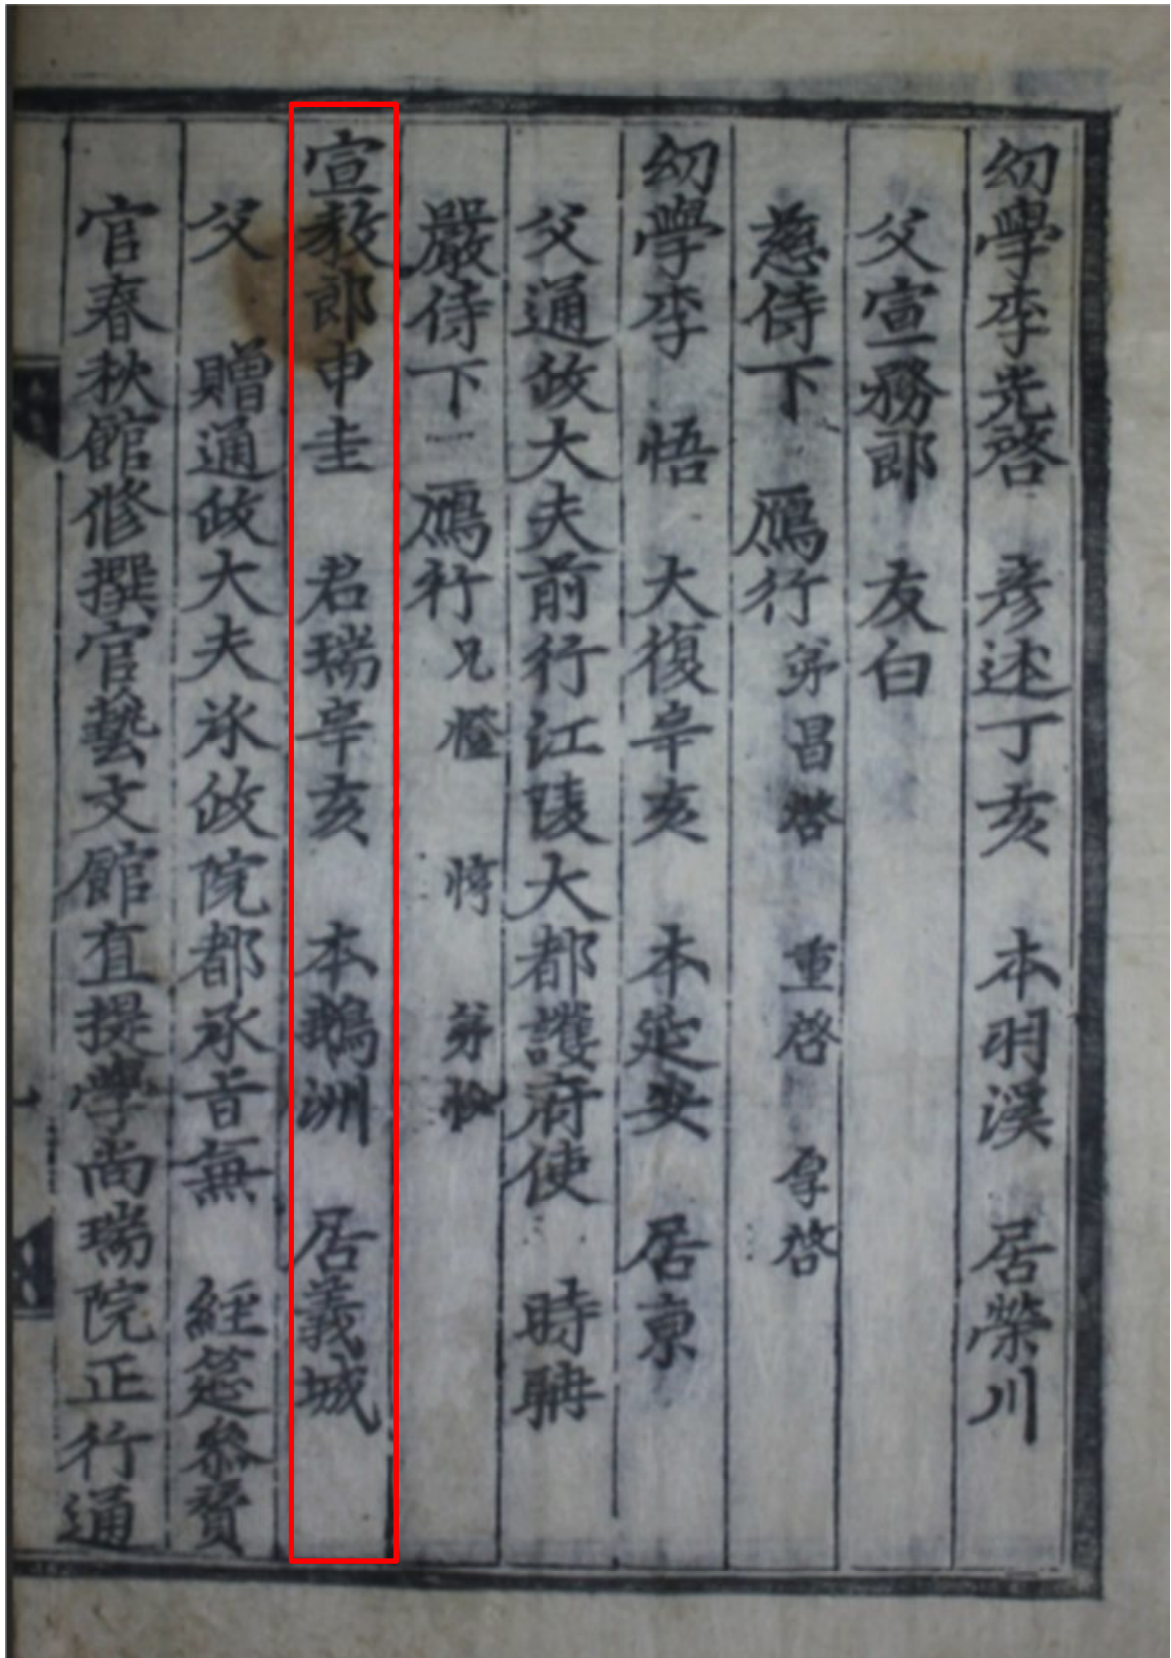 幼學李光啓 彦述丁亥 本羽溪 居榮川
父宣務郎 友白
慈侍下 鴈行弟昌啓 重啓 厚啓
幼學李 悟 大復辛亥 本延安 居京
父通政大夫前行江陵大都護府使 時聃
嚴侍下 鴈行兄 憕 愕 弟 忪
宣教郎申圭 君瑞辛亥 本鵝洲 居義城
父 贈通政大夫承政院都承旨兼 經筵參贊
官春秋館修撰官藝文館直提學尚瑞院正行通